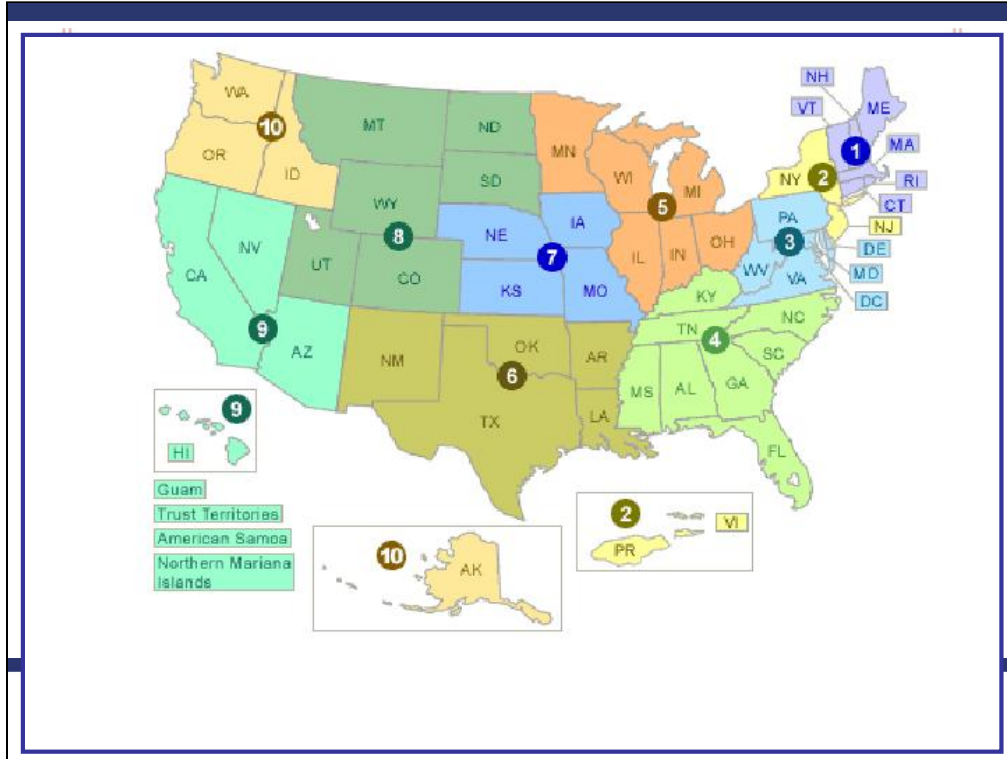 NH
VT
ME
WA
MT
ND
MN
10
1
MA
OR
ID
SD
WI
MI
NY
2
RI
CT
WY
5
PA
NJ
NV
8
NE
IA
7
3
DE
CA
UT
CO
IL
IN
OH
WV
VA
MD
DC
KS
MO
KY
9
AZ
NM
OK
AR
TN
4
NC
SC
6
TX
LA
MS
AL
GA
FL
9
HI
Guam
Trust Territories
American Samoa
Northern Mariana
Islands
10
AK
2
VI
PR